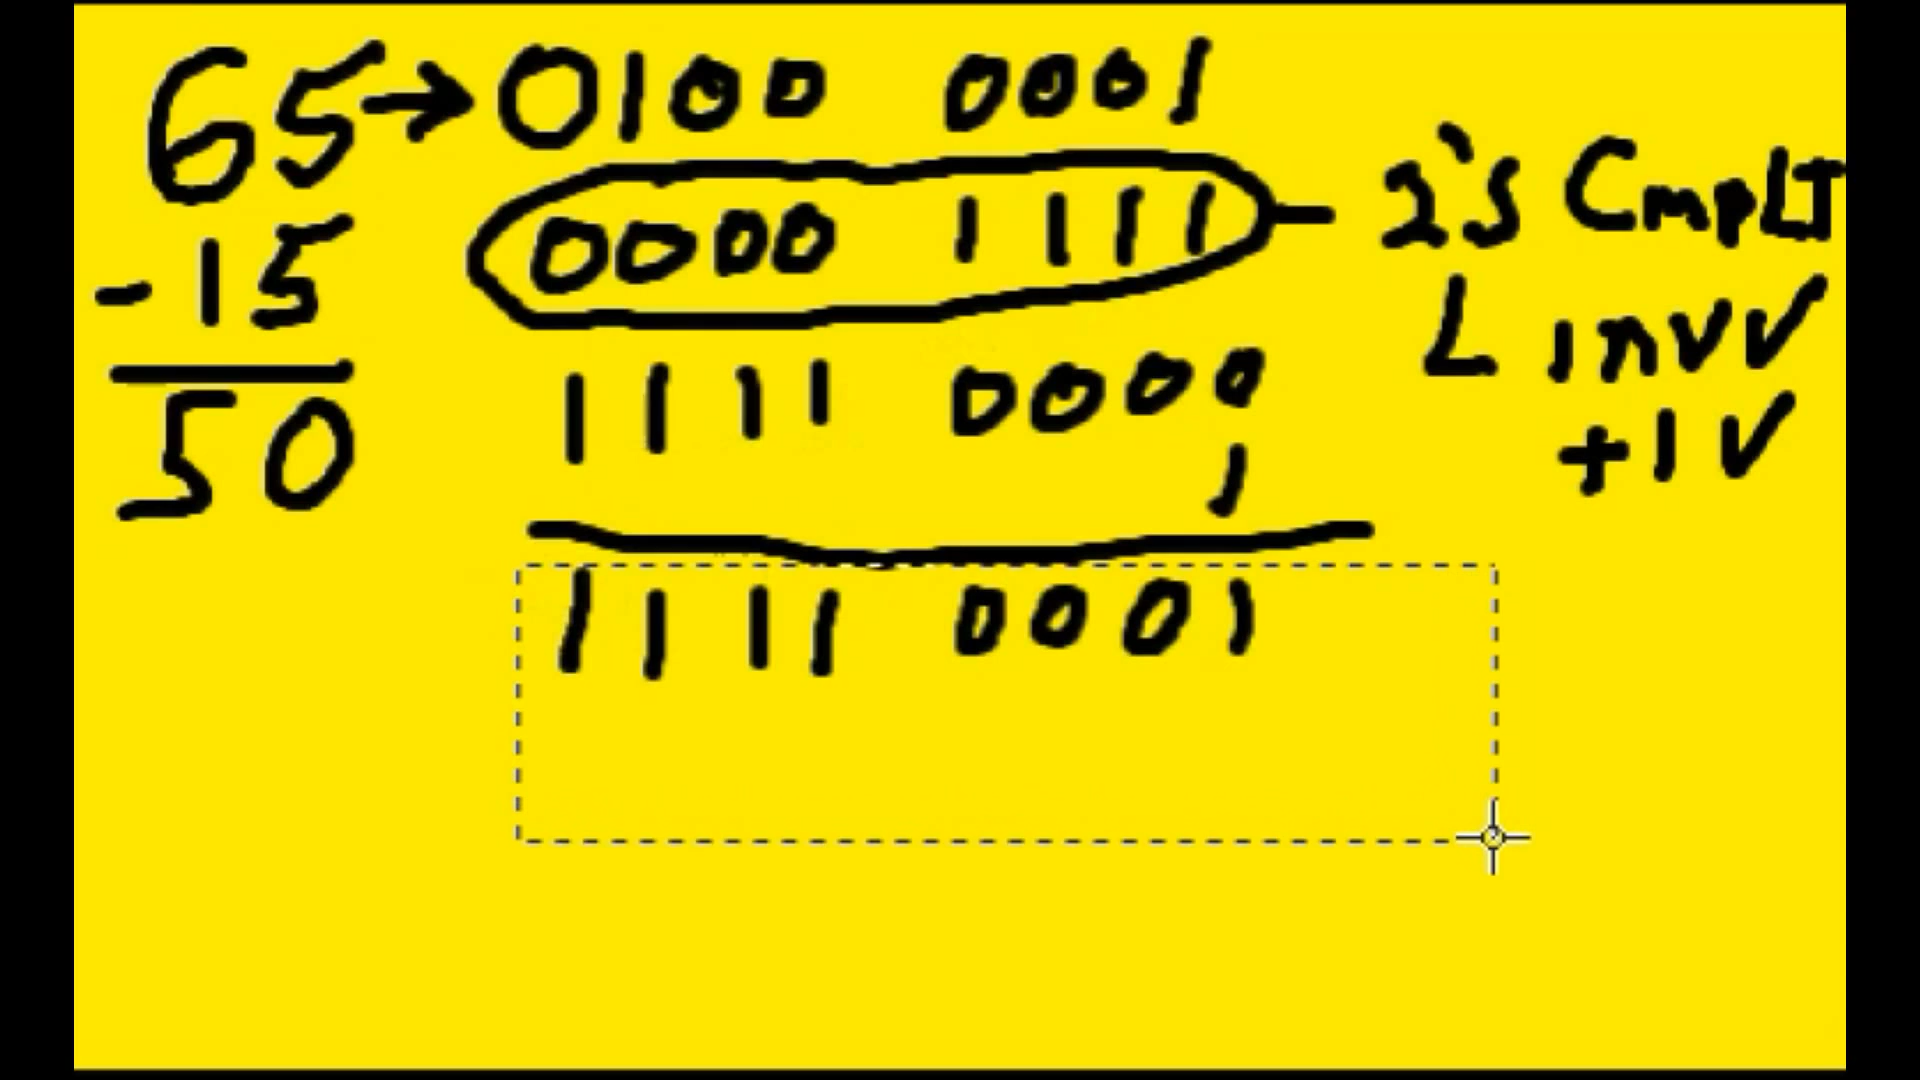 65 → 0100 0001
0000 1111 - 2's CmpLT
- 15
L inv ✓
1111 0000
50
+1 ✓
1
1111 0001